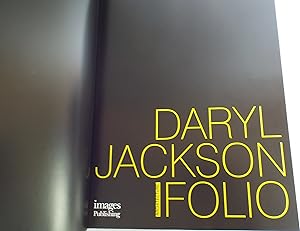 DARYL
JACKSON
FOLIO
images
Publishing